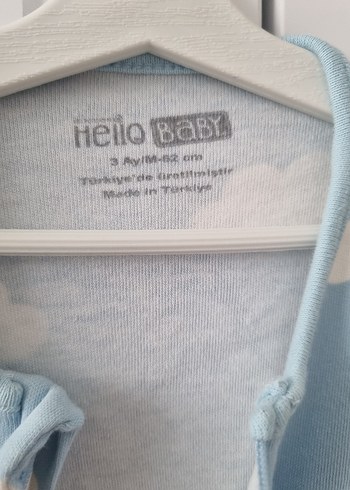 Hello BaBY
3 Ay/M-62 cm
Türkiye'de üretilmiştir
Made in Türkiye